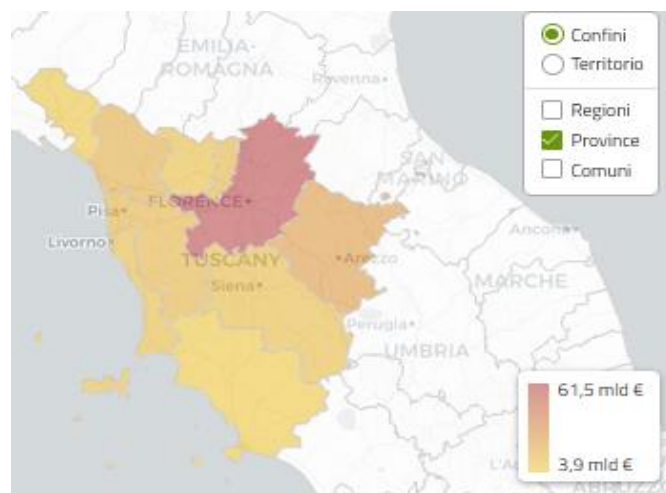 EMILIA-
ROMAGNA
Ravenna
SAN
MARINO
FLORENCE
Pisa
Livorno
TUSCANY
Arezzo
Siena
Ancona
MARCHE
Perugia
UMBRIA
ABRUZZO
Confini
Territorio
Regioni
Province
Comuni
61,5 mld €
3,9 mld €